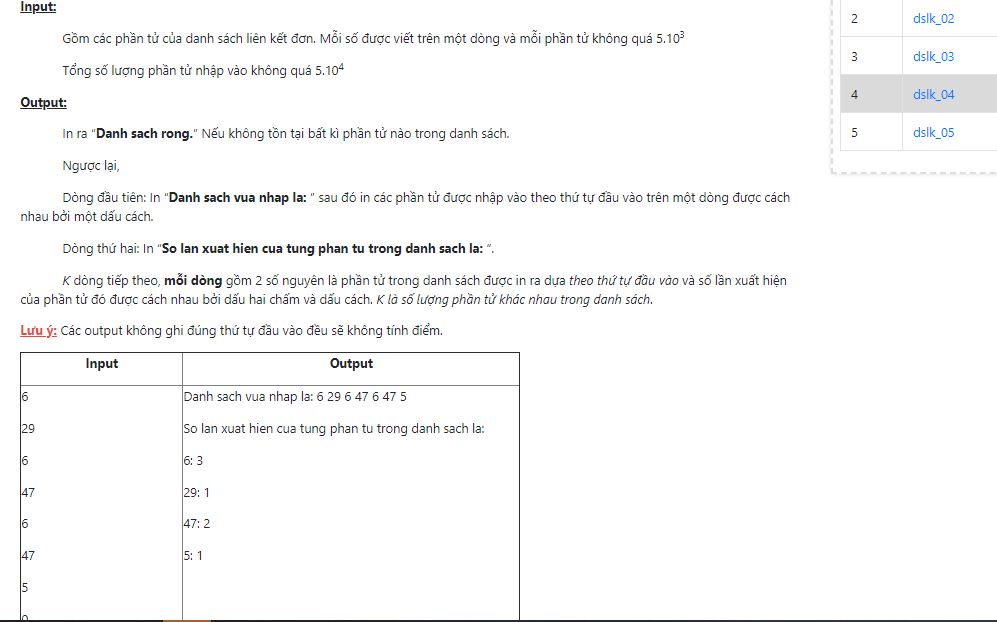 Input:
Gồm các phần tử của danh sách liên kết đơn. Mỗi số được viết trên một dòng và mỗi phần tử không quá 5.10³
Tổng số lượng phần tử nhập vào không quá 5.10⁴
Output:
In ra “Danh sach rong.” Nếu không tồn tại bất kì phần tử nào trong danh sách.
Ngược lại,
Dòng đầu tiên: In “Danh sach vua nhap la: ” sau đó in các phần tử được nhập vào theo thứ tự đầu vào trên một dòng được cách
nhau bởi một dấu cách.
Dòng thứ hai: In “So lan xuat hien cua tung phan tu trong danh sach la: ”.
K dòng tiếp theo, mỗi dòng gồm 2 số nguyên là phần tử trong danh sách được in ra dựa theo thứ tự đầu vào và số lần xuất hiện
của phần tử đó được cách nhau bởi dấu hai chấm và dấu cách. K là số lượng phần tử khác nhau trong danh sách.
Lưu ý: Các output không ghi đúng thứ tự đầu vào đều sẽ không tính điểm.
Input Output
6 Danh sach vua nhap la: 6 29 6 47 6 47 5
29 So lan xuat hien cua tung phan tu trong danh sach la:
6 6: 3
47 29: 1
6 47: 2
47 5: 1
5
0
2 dslk_02
3 dslk_03
4 dslk_04
5 dslk_05